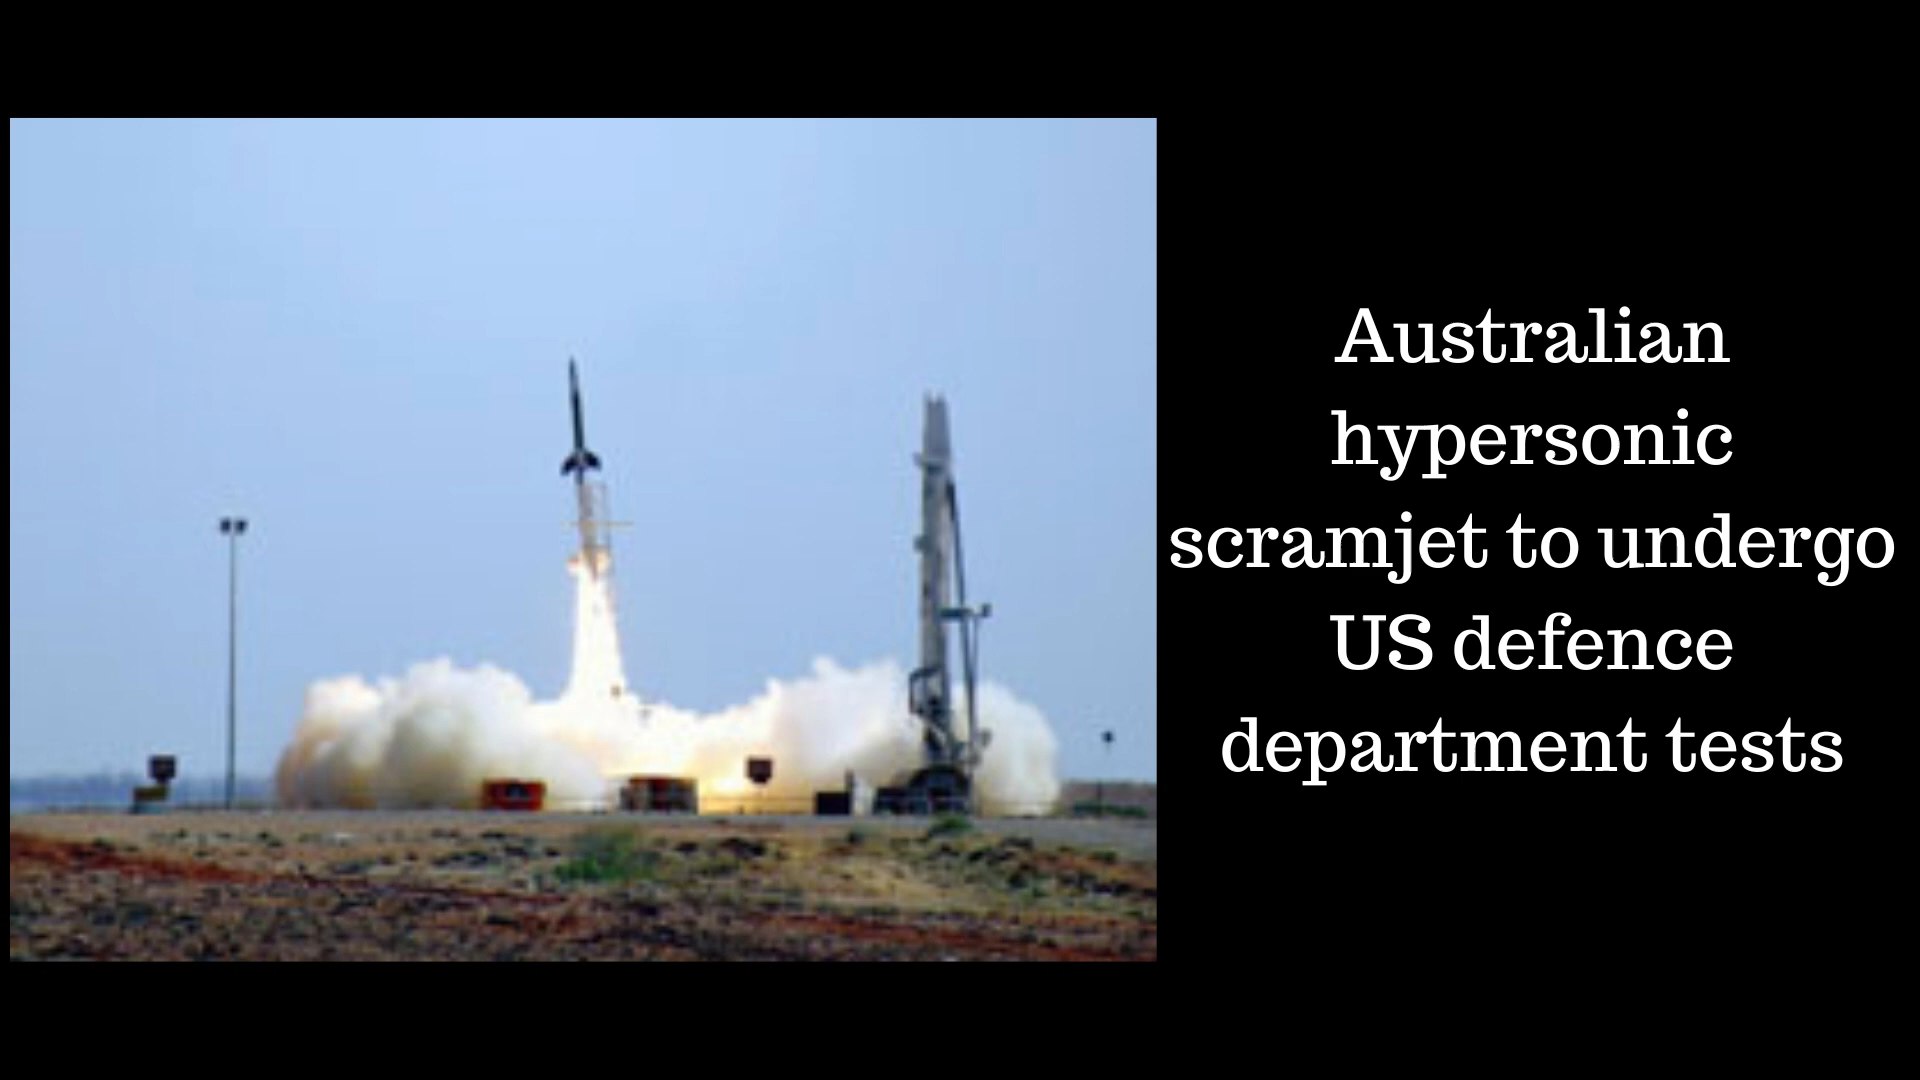 Australian
hypersonic
scramjet to undergo
US defence
department tests